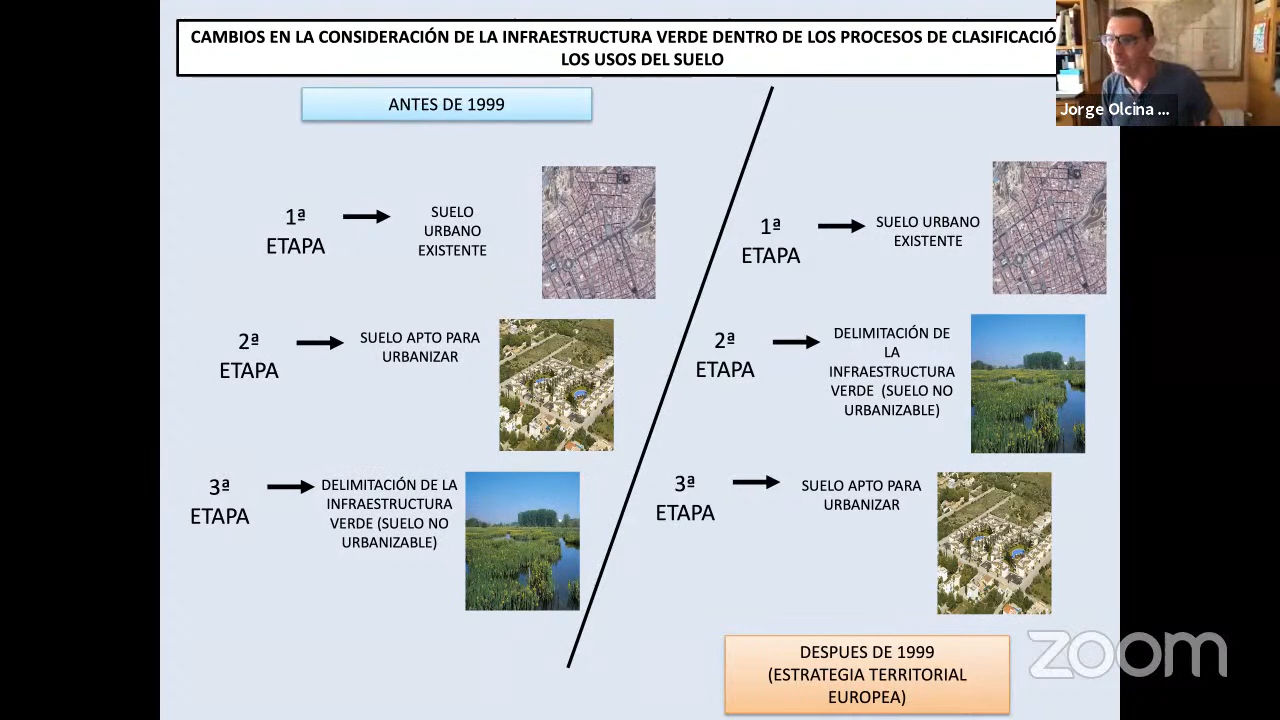 CAMBIOS EN LA CONSIDERACIÓN DE LA INFRAESTRUCTURA VERDE DENTRO DE LOS PROCESOS DE CLASIFICACIÓ
LOS USOS DEL SUELO
Jorge Olcina ...
ANTES DE 1999
1ª
ETAPA
SUELO
URBANO
EXISTENTE
2ª
ETAPA
SUELO APTO PARA
URBANIZAR
3ª
ETAPA
DELIMITACIÓN DE LA
INFRAESTRUCTURA
VERDE (SUELO NO
URBANIZABLE)
1ª
ETAPA
SUELO URBANO
EXISTENTE
2ª
ETAPA
DELIMITACIÓN DE
LA
INFRAESTRUCTURA
VERDE (SUELO NO
URBANIZABLE)
3ª
ETAPA
SUELO APTO PARA
URBANIZAR
DESPUES DE 1999
(ESTRATEGIA TERRITORIAL
EUROPEA)
zoom